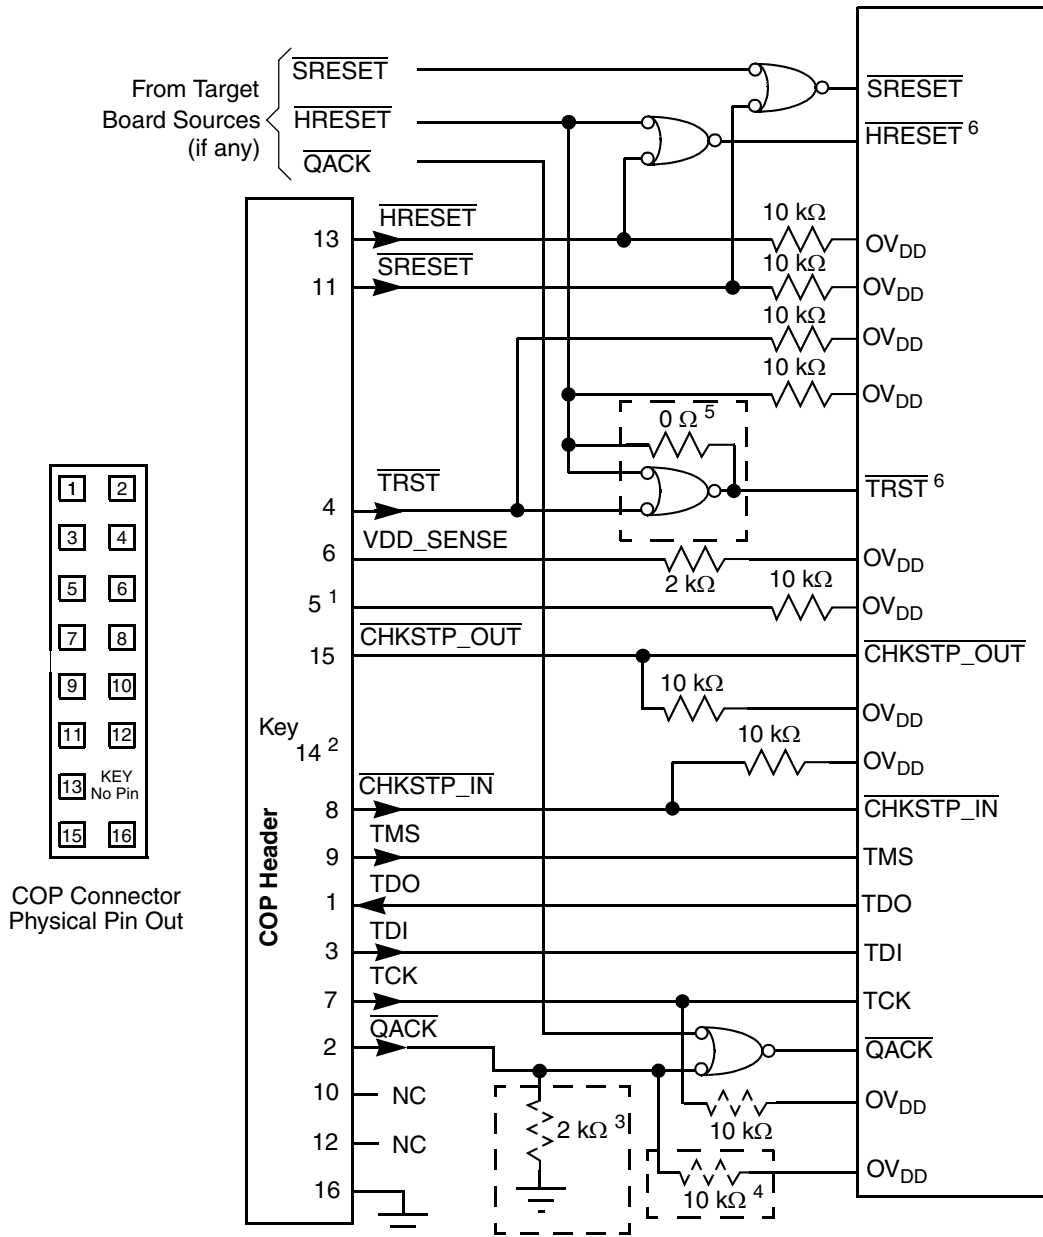 From Target
Board Sources
(if any)
SRESET
HRESET
QACK
SRESET
HRESET 6
13
HRESET
10 kΩ
OVDD
11
SRESET
10 kΩ
OVDD
10 kΩ
OVDD
10 kΩ
OVDD
0 Ω 5
4
TRST
TRST 6
6
VDD_SENSE
2 kΩ
OVDD
5 1
10 kΩ
OVDD
15
CHKSTP_OUT
CHKSTP_OUT
10 kΩ
OVDD
Key
14 2
10 kΩ
OVDD
8
CHKSTP_IN
CHKSTP_IN
9
TMS
TMS
1
TDO
TDO
3
TDI
TDI
7
TCK
TCK
2
QACK
QACK
10
NC
2 kΩ 3
10 kΩ
OVDD
12
NC
10 kΩ 4
OVDD
16
COP Header
1 2
3 4
5 6
7 8
9 10
11 12
13 KEY
No Pin
15 16
COP Connector
Physical Pin Out